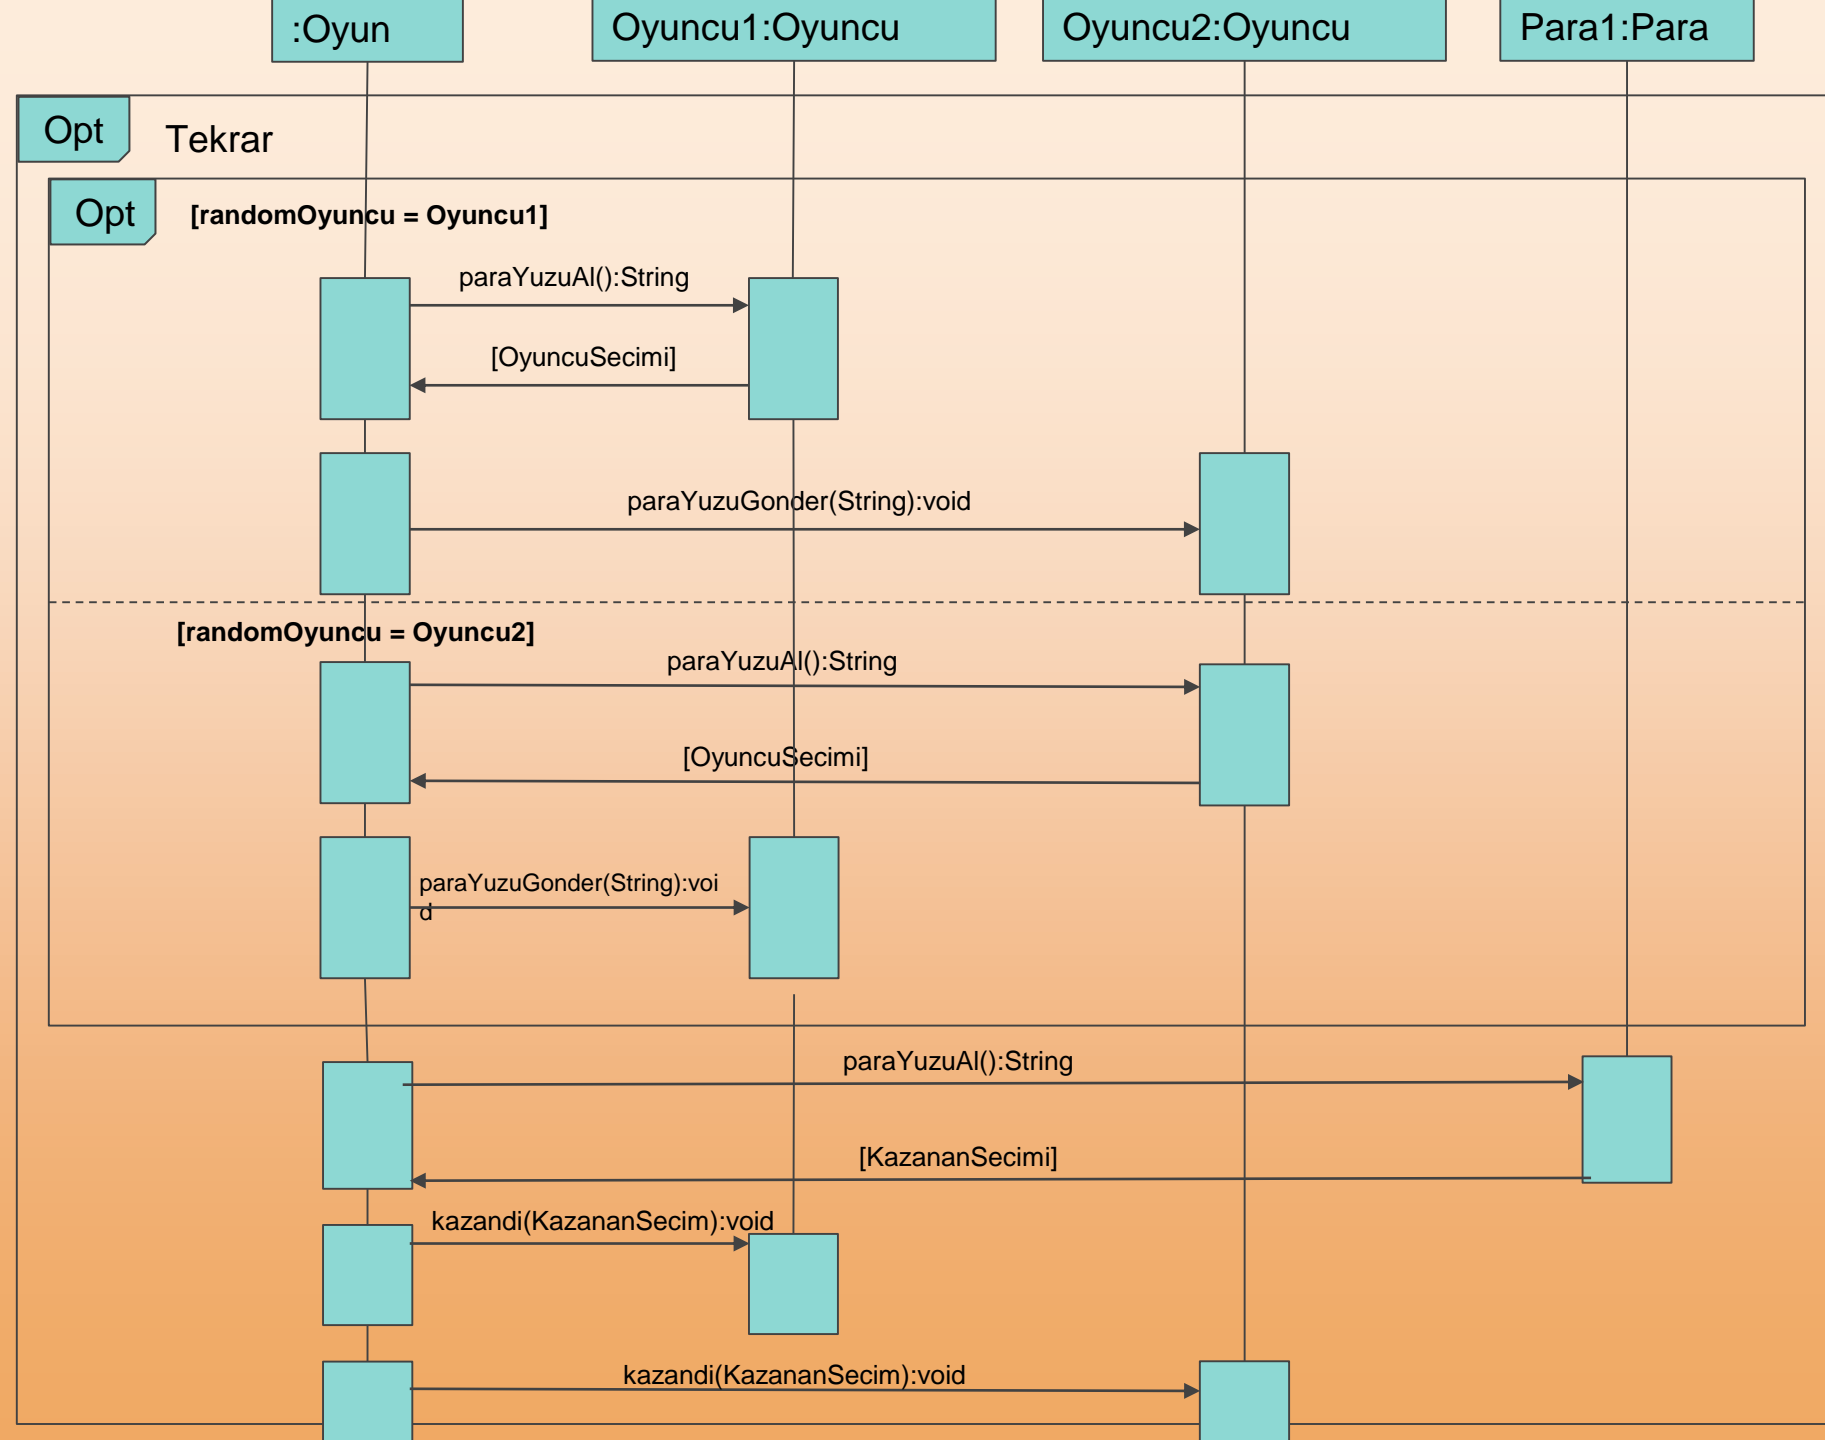 :Oyun
Oyuncu1:Oyuncu
Oyuncu2:Oyuncu
Para1:Para
Opt
Tekrar
Opt
[randomOyuncu = Oyuncu1]
paraYuzuAl():String
[OyuncuSecimi]
paraYuzuGonder(String):void
[randomOyuncu = Oyuncu2]
paraYuzuAl():String
[OyuncuSecimi]
paraYuzuGonder(String):voi
d
paraYuzuAl():String
[KazananSecimi]
kazandi(KazananSecim):void
kazandi(KazananSecim):void